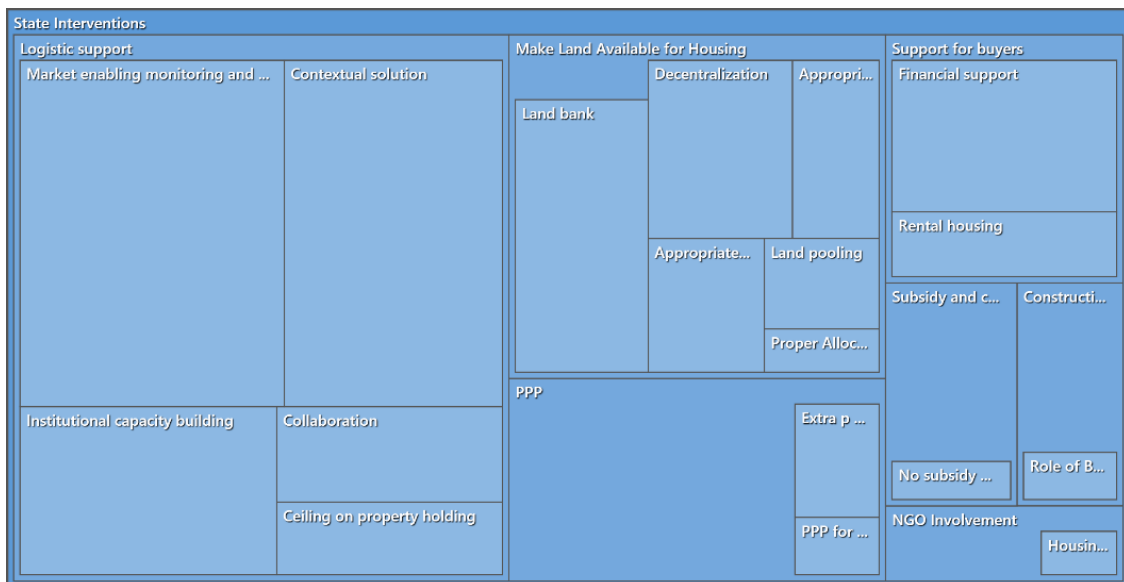 State Interventions
Logistic support
Market enabling monitoring and ...
Contextual solution
Institutional capacity building
Collaboration
Ceiling on property holding
Make Land Available for Housing
Land bank
Decentralization
Appropri...
Appropriate...
Land pooling
Proper Alloc...
PPP
Extra p ...
PPP for ...
Support for buyers
Financial support
Rental housing
Subsidy and c...
No subsidy ...
Constructi...
Role of B...
NGO Involvement
Housin...